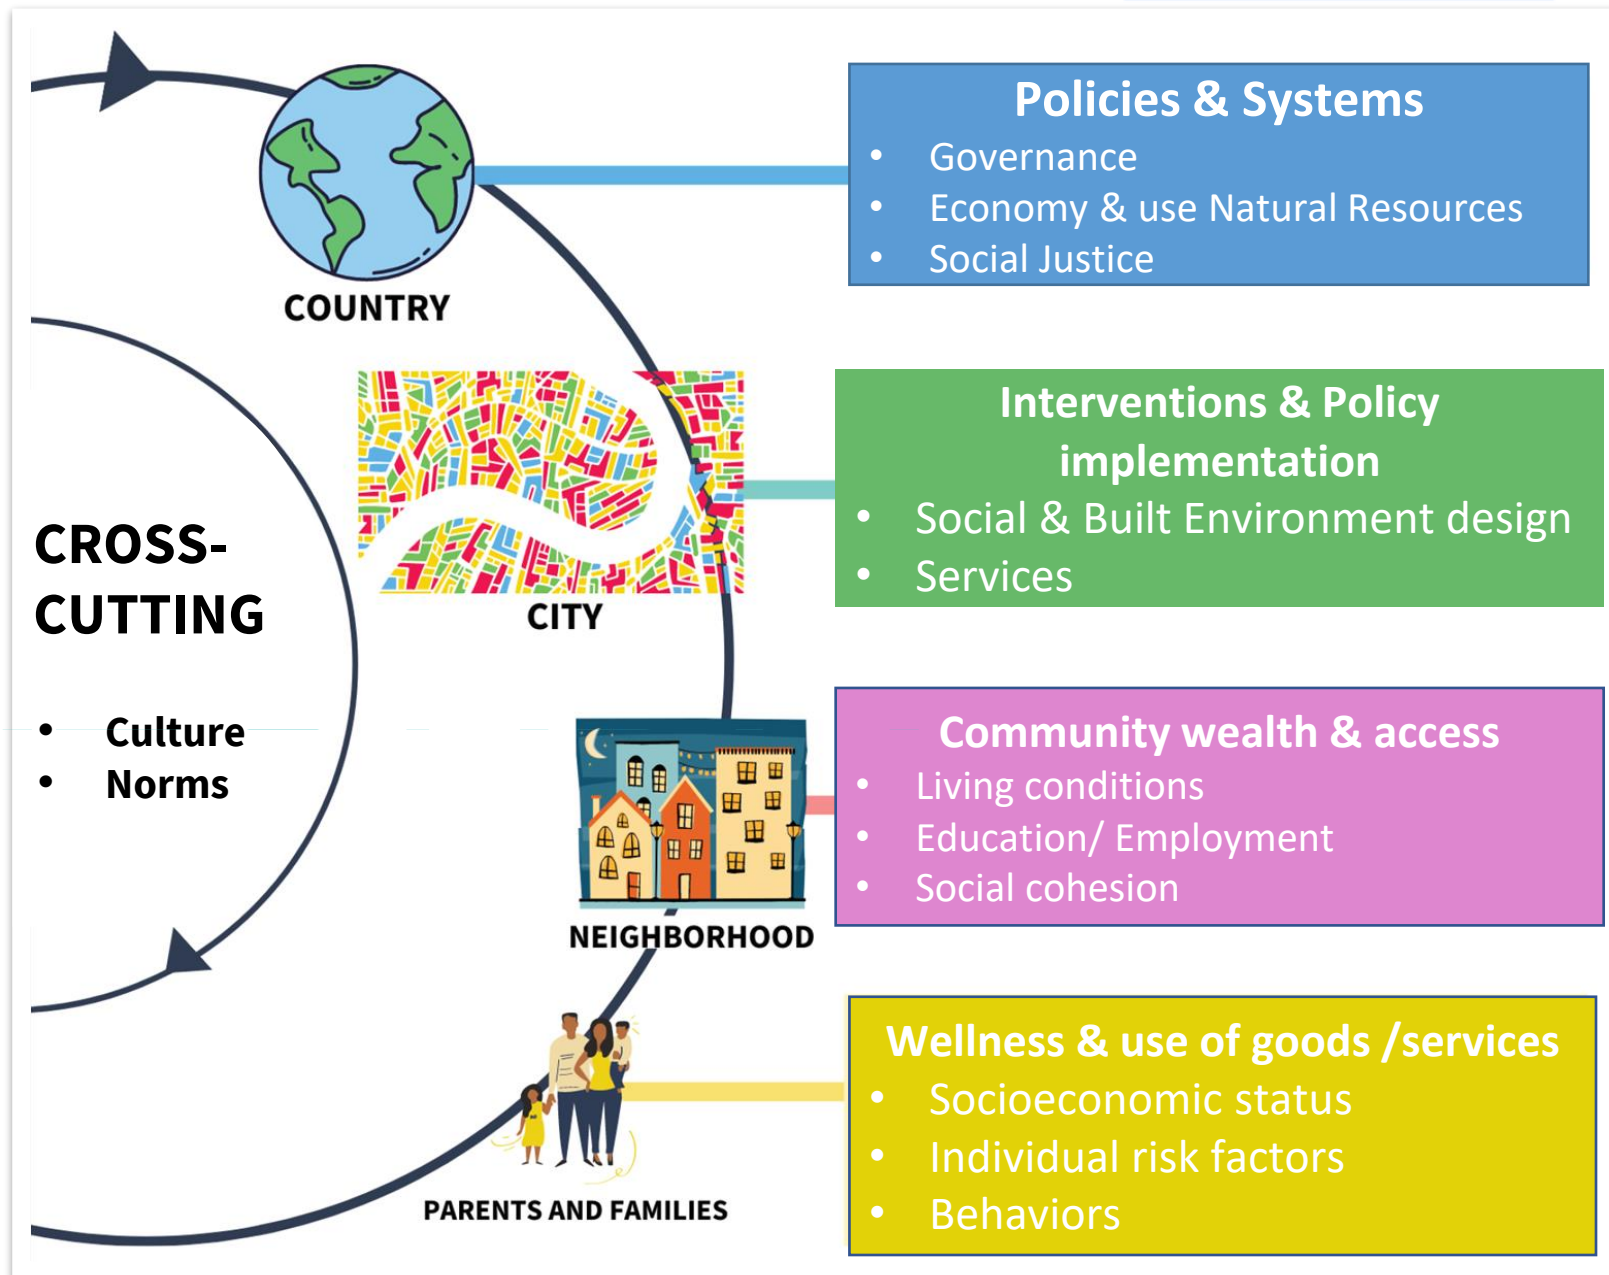 COUNTRY
Policies & Systems
• Governance
• Economy & use Natural Resources
• Social Justice
CITY
Interventions & Policy
implementation
• Social & Built Environment design
• Services
CROSS-
CUTTING
• Culture
• Norms
NEIGHBORHOOD
Community wealth & access
• Living conditions
• Education/ Employment
• Social cohesion
PARENTS AND FAMILIES
Wellness & use of goods /services
• Socioeconomic status
• Individual risk factors
• Behaviors